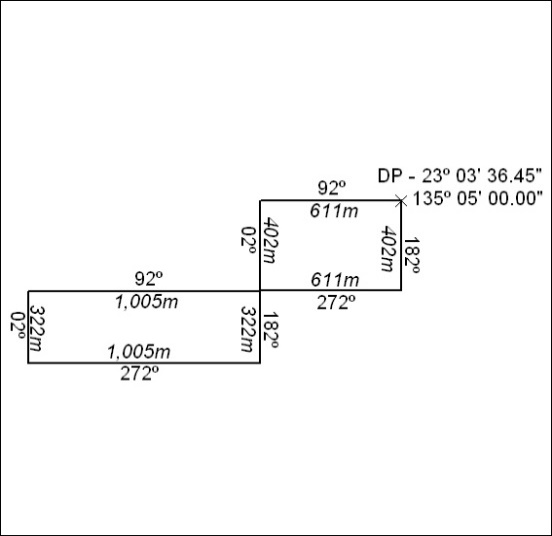 DP - 23º 03' 36.45"
92º
135º 05' 00.00"
611m
02º
402m
402m
182º
92º
611m
1,005m
272º
02º
322m
322m
182º
1,005m
272º